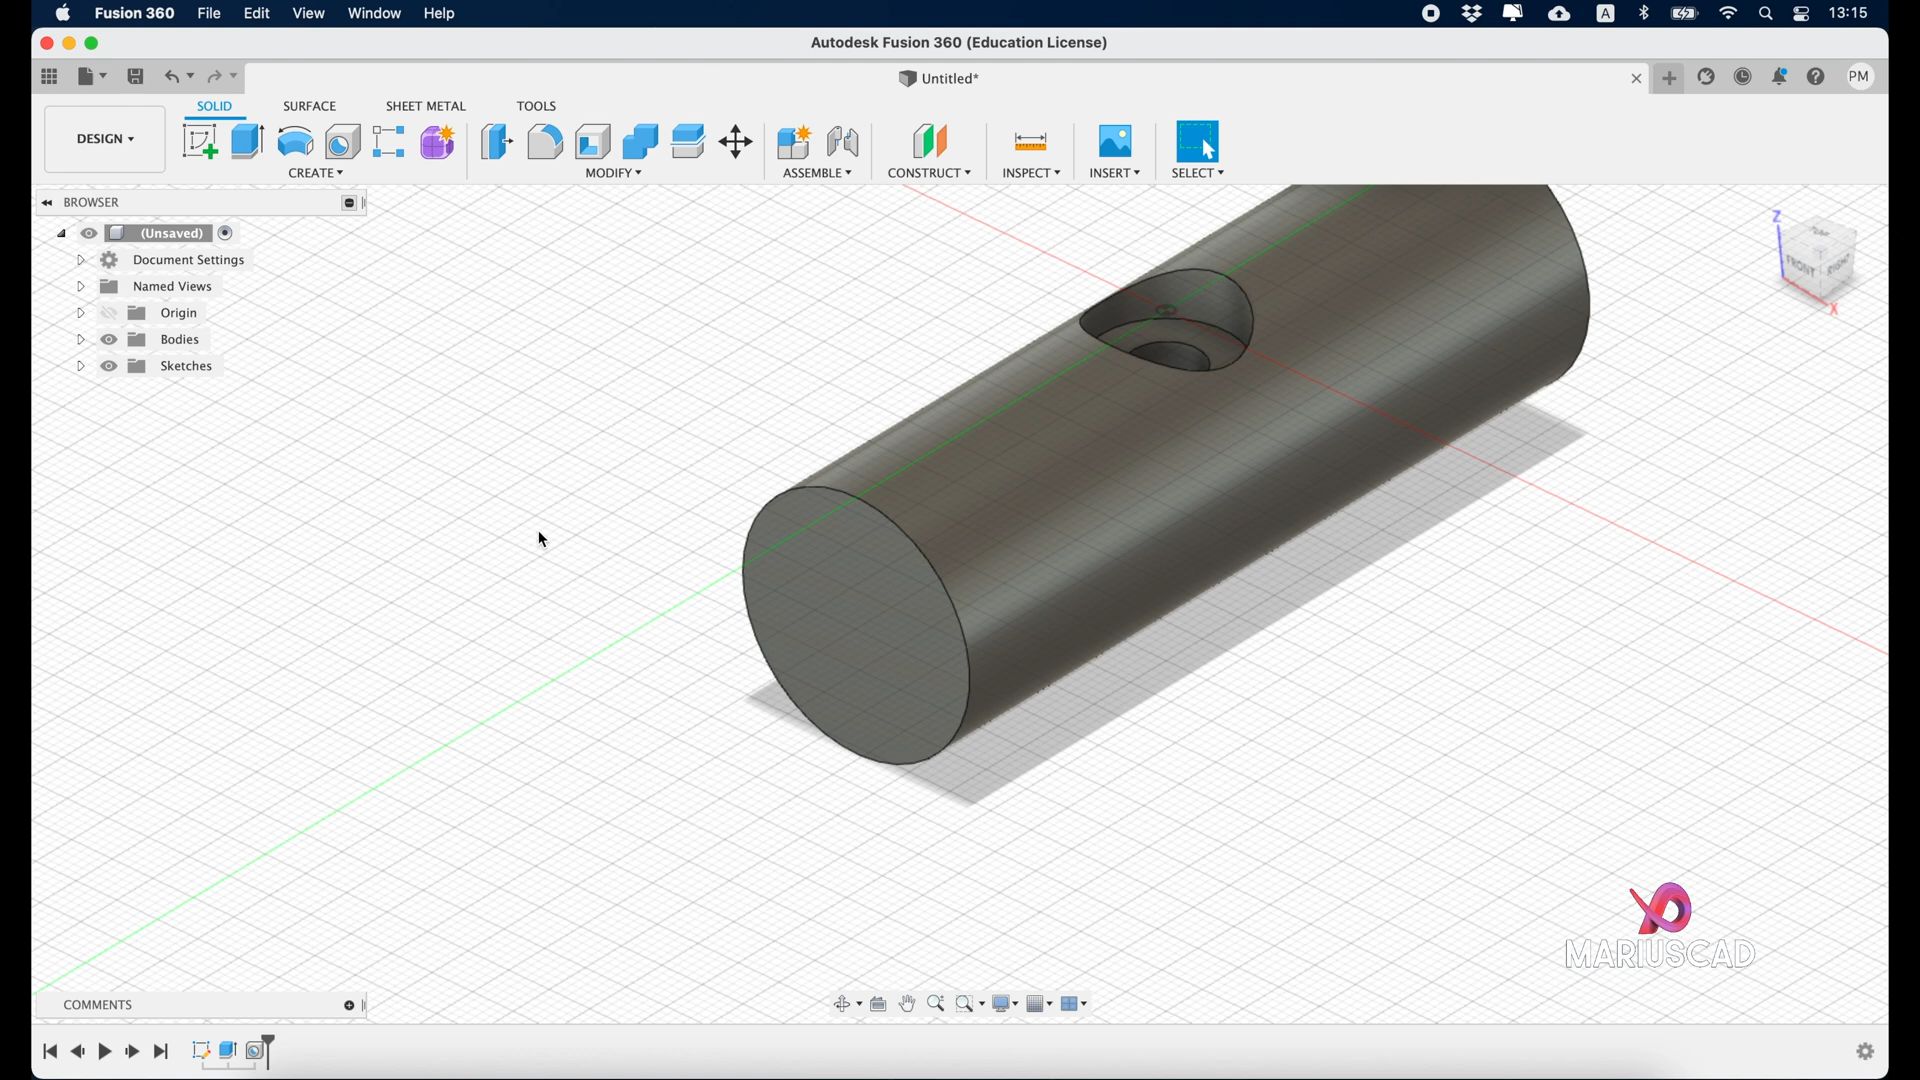 Fusion 360 File Edit View Window Help A 13:15
Autodesk Fusion 360 (Education License)
Untitled* PM
SOLID SURFACE SHEET METAL TOOLS
DESIGN
CREATE MODIFY ASSEMBLE CONSTRUCT INSPECT INSERT SELECT
BROWSER
(Unsaved)
Document Settings
Named Views
Origin
Bodies
Sketches
Z
FRONT RIGHT
X
MARIUSCAD
COMMENTS